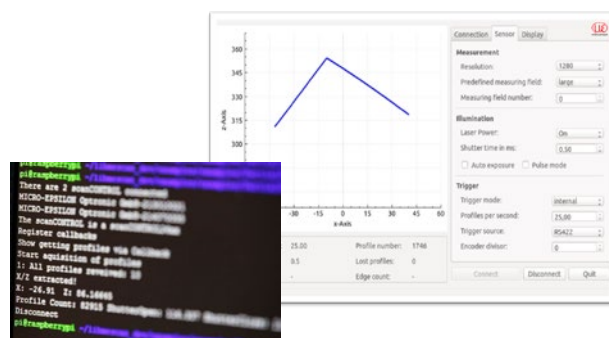 Connection Sensor Display
Measurement
Resolution: 1280
Predefined measuring field: large
Measuring field number: 0
Illumination
Laser Power: On
Shutter time in ms: 0,50
Auto exposure Pulse mode
Trigger
Trigger mode: Internal
Profiles per second: 25,00
Trigger source: RS422
Encoder divisor: 0
Connect Disconnect Quit
360
345
330
315
300
z-Axis
-30 -15 0 15 30 45 60
x-Axis
25.00 Profile number: 1746
0.5 Lost profiles: 0
- Edge count: -
pi@raspberrypi
pi@raspberrypi
There are 2 scanCONTROL
MICRO-EPSILON Optronic
MICRO-EPSILON Optronic
The scanCONTROL is a
Register callbacks
Show getting profiles via Callback
Start aquisition of profiles
1: All profiles received: 10
X/Z extracted!
X: -26.91 Z: 86.16665
Profile Count: 82915
Disconnect
pi@raspberrypi